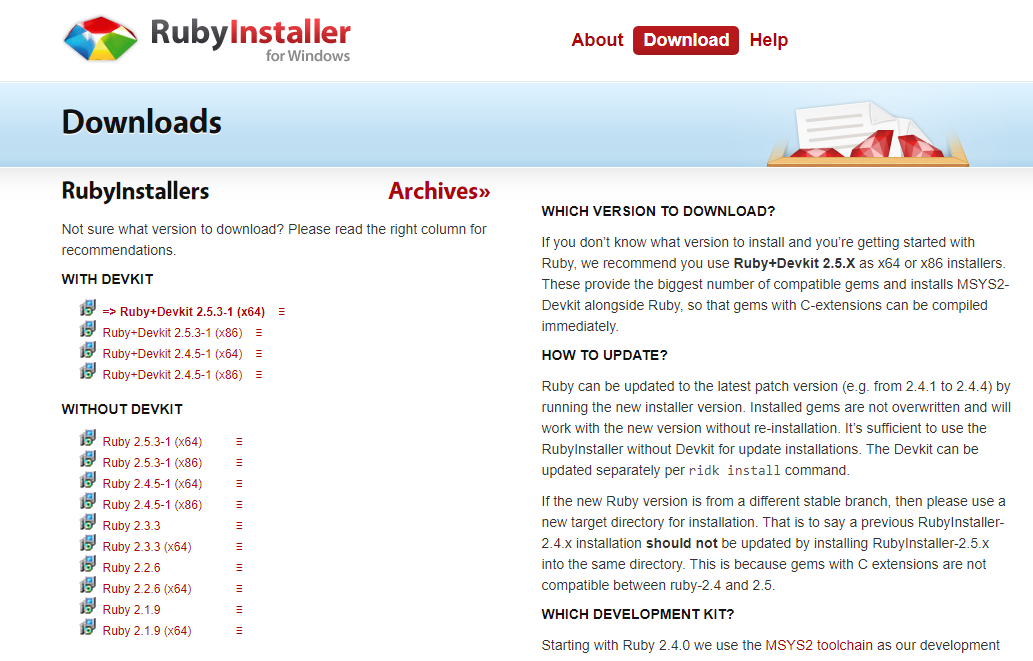 RubyInstaller
for Windows
About Download Help
Downloads
RubyInstallers Archives»
Not sure what version to download? Please read the right column for
recommendations.
WITH DEVKIT
=> Ruby+Devkit 2.5.3-1 (x64)
Ruby+Devkit 2.5.3-1 (x86)
Ruby+Devkit 2.4.5-1 (x64)
Ruby+Devkit 2.4.5-1 (x86)
WITHOUT DEVKIT
Ruby 2.5.3-1 (x64)
Ruby 2.5.3-1 (x86)
Ruby 2.4.5-1 (x64)
Ruby 2.4.5-1 (x86)
Ruby 2.3.3
Ruby 2.3.3 (x64)
Ruby 2.2.6
Ruby 2.2.6 (x64)
Ruby 2.1.9
Ruby 2.1.9 (x64)
WHICH VERSION TO DOWNLOAD?
If you don’t know what version to install and you’re getting started with
Ruby, we recommend you use Ruby+Devkit 2.5.X as x64 or x86 installers.
These provide the biggest number of compatible gems and installs MSYS2-
Devkit alongside Ruby, so that gems with C-extensions can be compiled
immediately.
HOW TO UPDATE?
Ruby can be updated to the latest patch version (e.g. from 2.4.1 to 2.4.4) by
running the new installer version. Installed gems are not overwritten and will
work with the new version without re-installation. It’s sufficient to use the
RubyInstaller without Devkit for update installations. The Devkit can be
updated separately per ridk install command.
If the new Ruby version is from a different stable branch, then please use a
new target directory for installation. That is to say a previous RubyInstaller-
2.4.x installation should not be updated by installing RubyInstaller-2.5.x
into the same directory. This is because gems with C extensions are not
compatible between ruby-2.4 and 2.5.
WHICH DEVELOPMENT KIT?
Starting with Ruby 2.4.0 we use the MSYS2 toolchain as our development